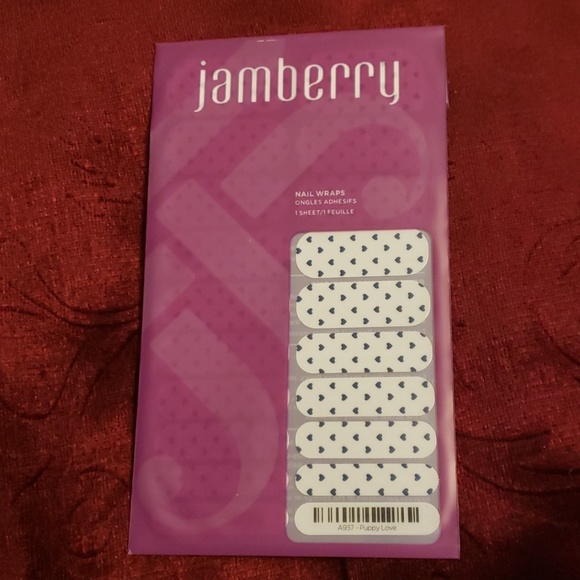 jamberry
NAIL WRAPS
ONGLES ADHESIFS
1 SHEET/1 FEUILLE
A937 - Puppy Love